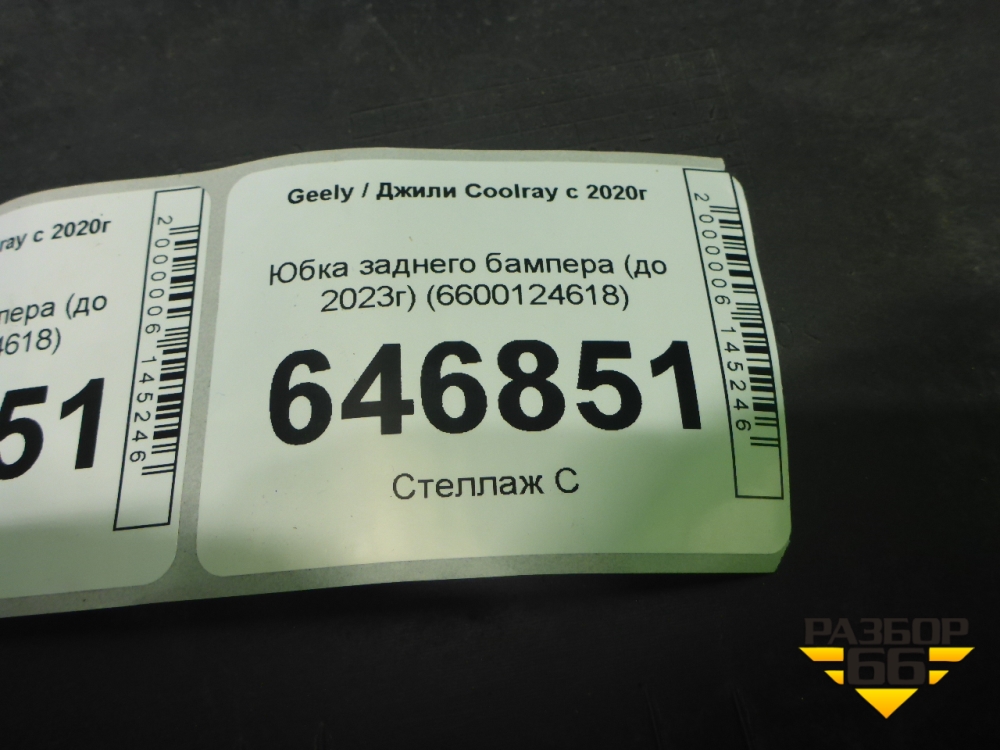 ray с 2020г
пера (до
4618)
51
2000006145246
Geely / Джили Coolray с 2020г
Юбка заднего бампера (до
2023г) (6600124618)
646851
Стеллаж С
2000006145246
РАЗБОР
66